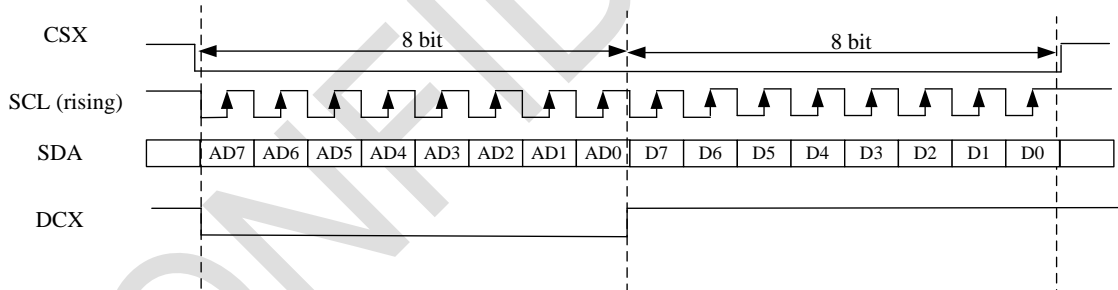 CSX
8 bit
8 bit
SCL (rising)
SDA
AD7 AD6 AD5 AD4 AD3 AD2 AD1 AD0 D7 D6 D5 D4 D3 D2 D1 D0
DCX